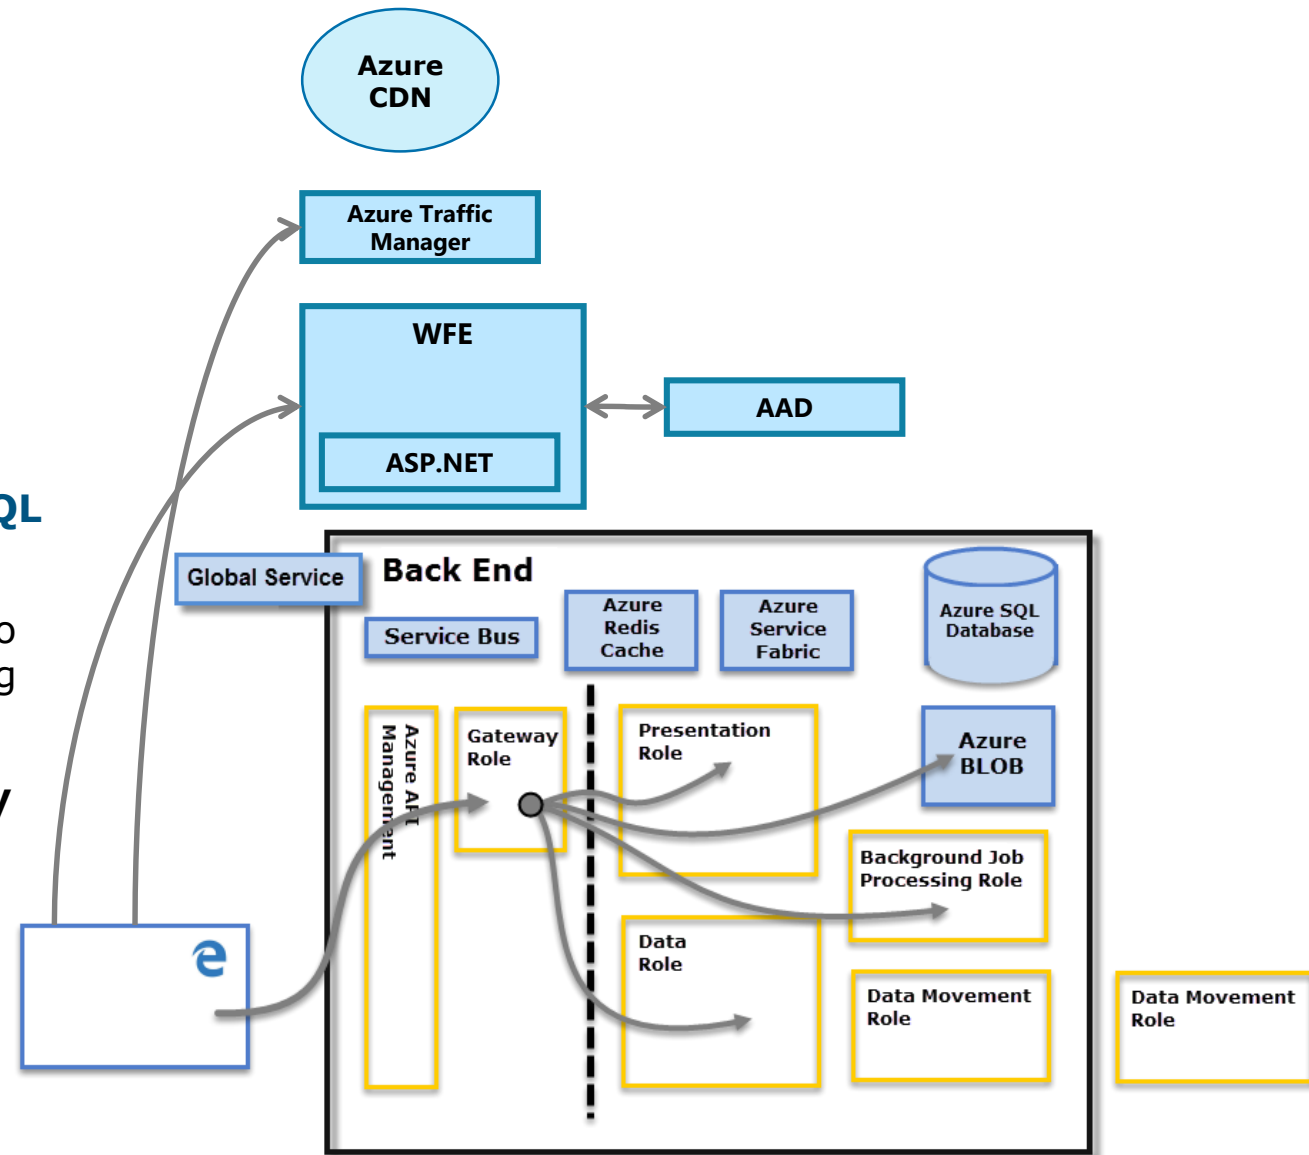 Azure
CDN
Azure Traffic
Manager
WFE
AAD
ASP.NET
QL
Global Service
Back End
Service Bus
Azure
Redis
Cache
Azure
Service
Fabric
Azure SQL
Database
o
g
y
Azure API
Management
Gateway
Role
Presentation
Role
Azure
BLOB
Background Job
Processing Role
Data
Role
Data Movement
Role
Data Movement
Role